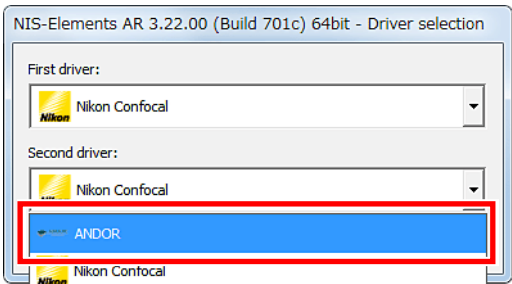 NIS-Elements AR 3.22.00 (Build 701c) 64bit - Driver selection
First driver:
Nikon Nikon Confocal
Second driver:
Nikon Confocal
ANDOR
Nikon Nikon Confocal